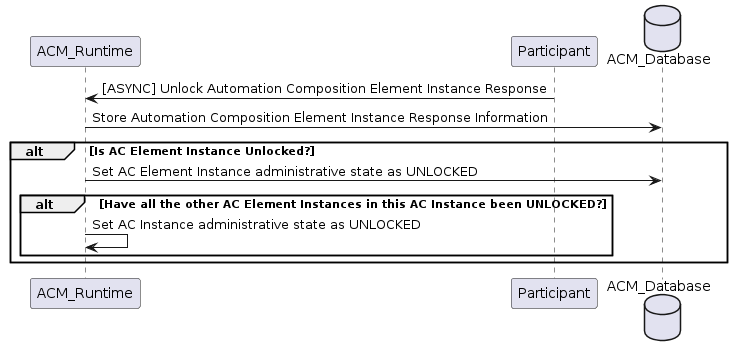 ACM_Runtime
Participant
ACM_Database
[ASYNC] Unlock Automation Composition Element Instance Response
Store Automation Composition Element Instance Response Information
alt [Is AC Element Instance Unlocked?]
Set AC Element Instance administrative state as UNLOCKED
alt [Have all the other AC Element Instances in this AC Instance been UNLOCKED?]
Set AC Instance administrative state as UNLOCKED
ACM_Runtime
Participant
ACM_Database